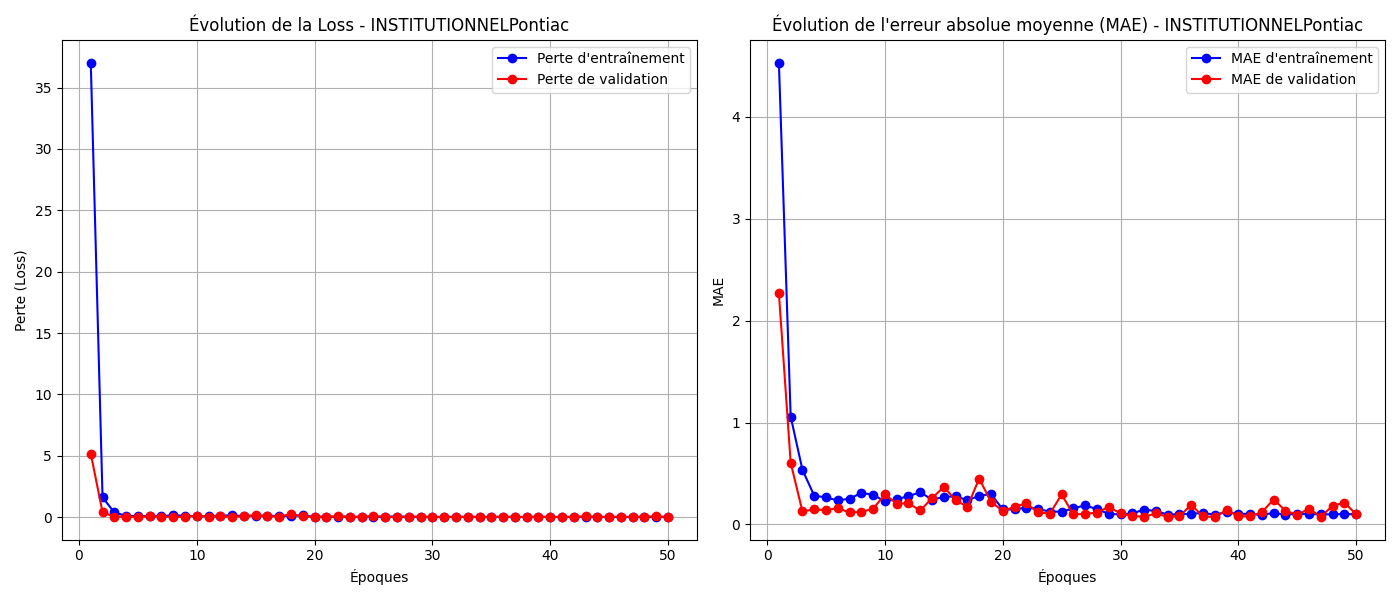 Évolution de la Loss - INSTITUTIONNELPontiac
Perte d'entraînement
Perte de validation
Perte (Loss)
35
30
25
20
15
10
5
0
0 10 20 30 40 50
Époques
Évolution de l'erreur absolue moyenne (MAE) - INSTITUTIONNELPontiac
MAE d'entraînement
MAE de validation
MAE
4
3
2
1
0
0 10 20 30 40 50
Époques